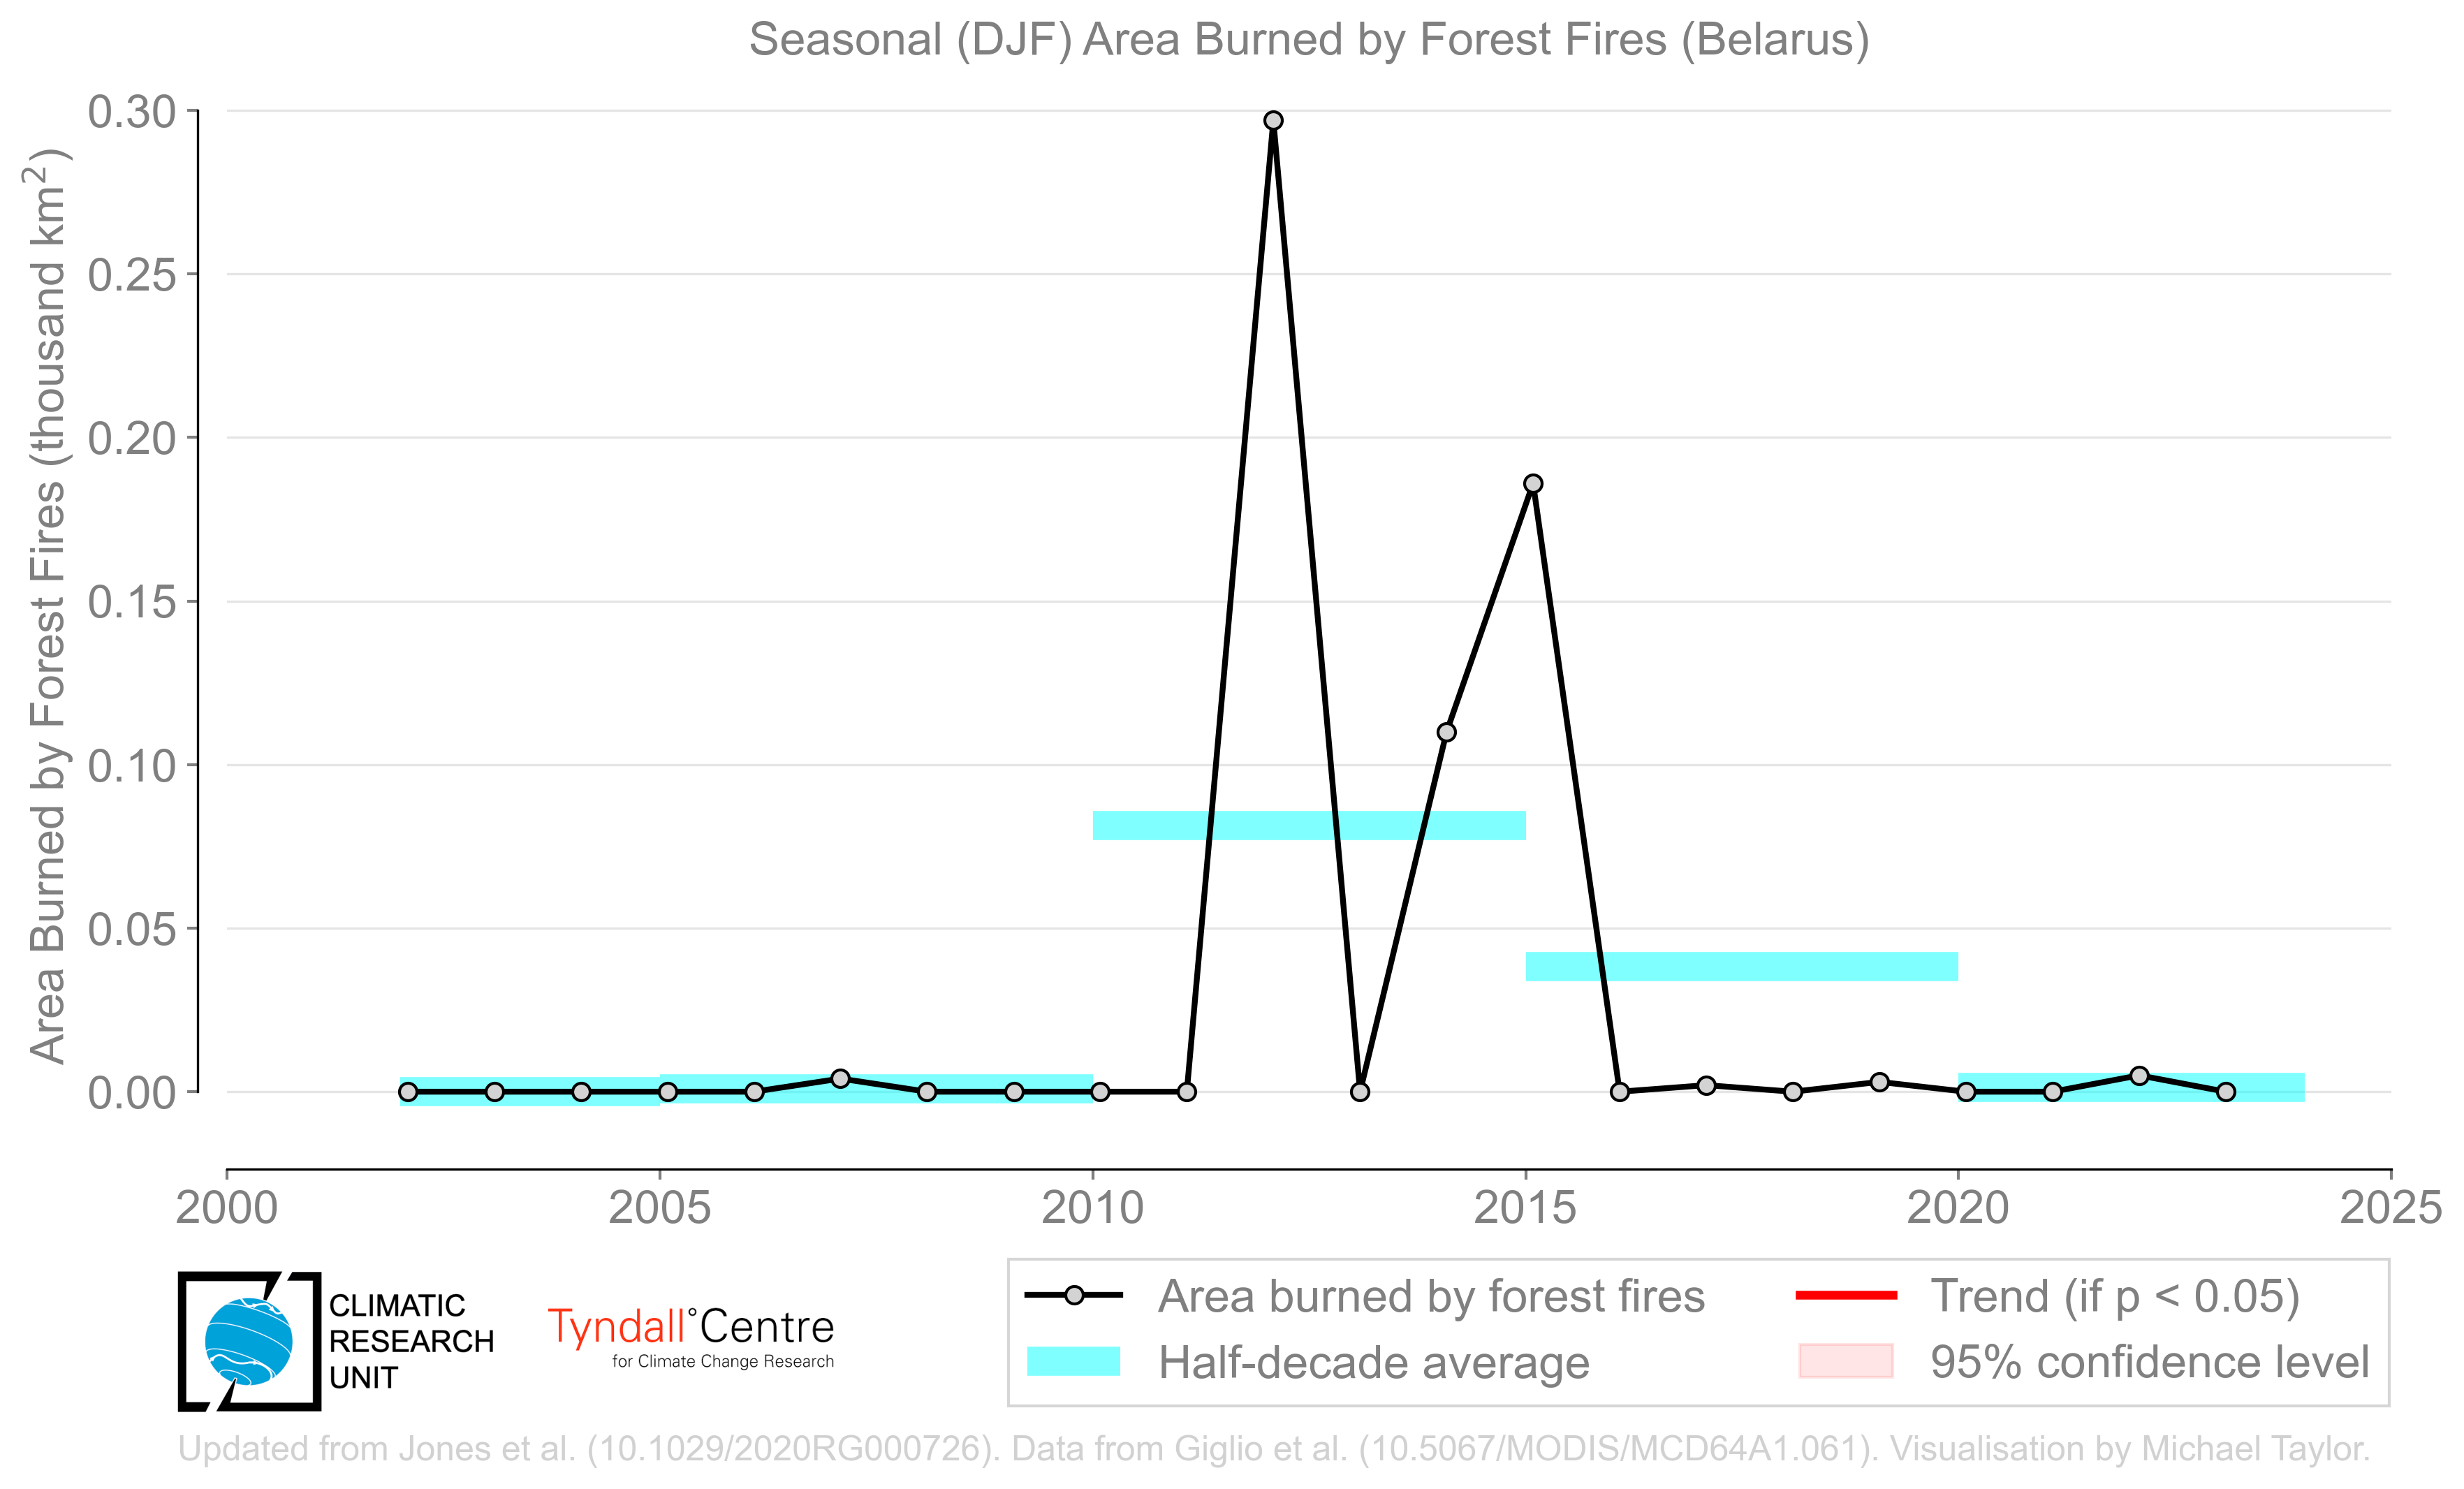 Seasonal (DJF) Area Burned by Forest Fires (Belarus)
Area Burned by Forest Fires (thousand km²)
0.30
0.25
0.20
0.15
0.10
0.05
0.00
2000
2005
2010
2015
2020
2025
CLIMATIC
RESEARCH
UNIT
Tyndall°Centre
for Climate Change Research
Area burned by forest fires
Half-decade average
Trend (if p < 0.05)
95% confidence level
Updated from Jones et al. (10.1029/2020RG000726). Data from Giglio et al. (10.5067/MODIS/MCD64A1.061). Visualisation by Michael Taylor.